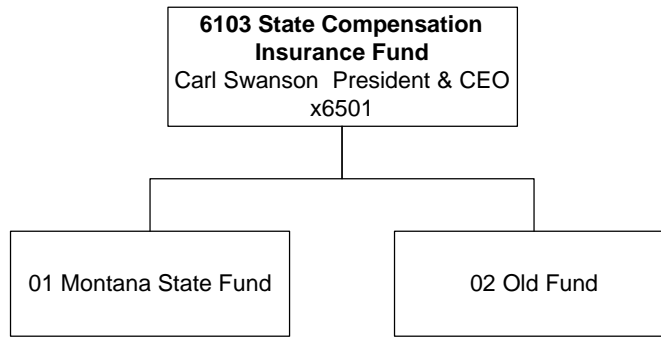 6103 State Compensation
Insurance Fund
Carl Swanson  President & CEO
x6501
01 Montana State Fund
02 Old Fund